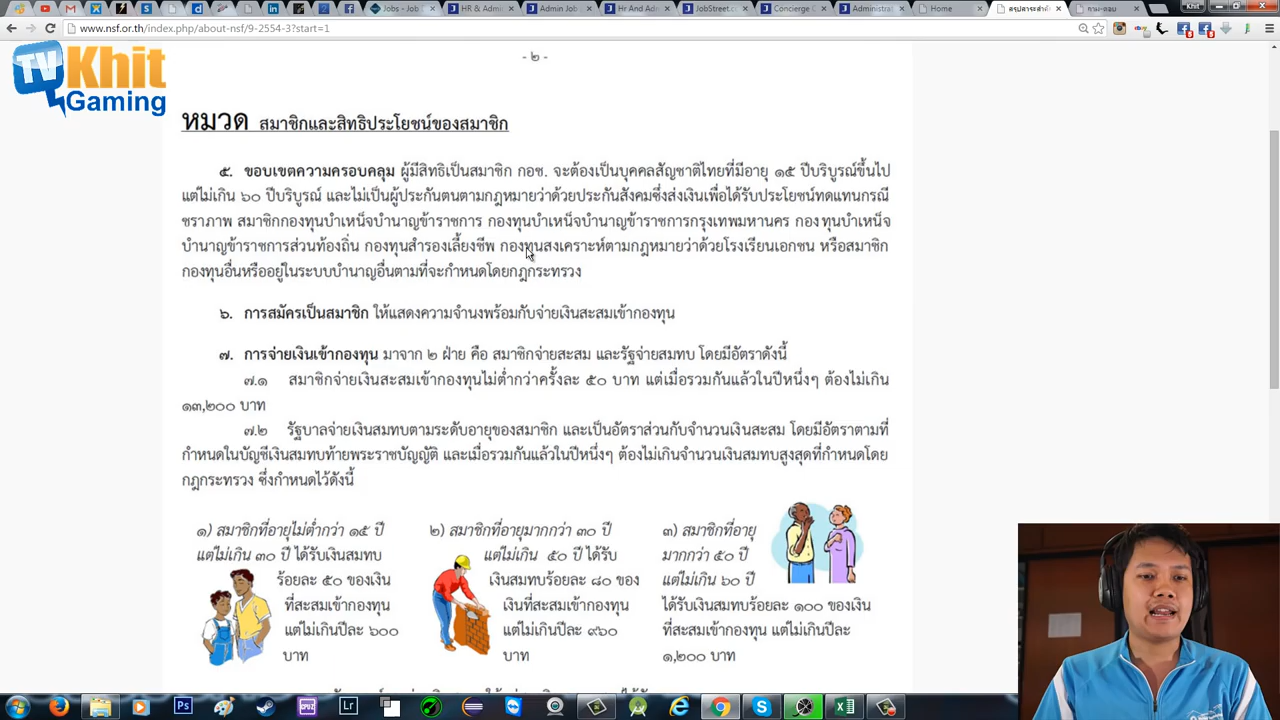 Jobs - Jobs
HR & Admin
Admin Job
Hr And Admi
JobStreet.co
Concierge
Administrat
Home
สรุปสาระสำคัญ
ถาม-ตอบ
Khit
www.nsf.or.th/index.php/about-nsf/9-2554-3?start=1
TV Khit
Gaming
- ๒ -
หมวด สมาชิกและสิทธิประโยชน์ของสมาชิก
๕. ขอบเขตความครอบคลุม ผู้มีสิทธิเป็นสมาชิก กอช. จะต้องเป็นบุคคลสัญชาติไทยที่มีอายุ ๑๕ ปีบริบูรณ์ขึ้นไป
แต่ไม่เกิน ๖๐ ปีบริบูรณ์ และไม่เป็นผู้ประกันตนตามกฎหมายว่าด้วยประกันสังคมซึ่งส่งเงินเพื่อได้รับประโยชน์ทดแทนกรณี
ชราภาพ สมาชิกกองทุนบำเหน็จบำนาญข้าราชการ กองทุนบำเหน็จบำนาญข้าราชการกรุงเทพมหานคร กองทุนบำเหน็จ
บำนาญข้าราชการส่วนท้องถิ่น กองทุนสำรองเลี้ยงชีพ กองทุนสงเคราะห์ตามกฎหมายว่าด้วยโรงเรียนเอกชน หรือสมาชิก
กองทุนอื่นหรืออยู่ในระบบบำนาญอื่นตามที่จะกำหนดโดยกฎกระทรวง
๖. การสมัครเป็นสมาชิก ให้แสดงความจำนงพร้อมกับจ่ายเงินสะสมเข้ากองทุน
๗. การจ่ายเงินเข้ากองทุน มาจาก ๒ ฝ่าย คือ สมาชิกจ่ายสะสม และรัฐจ่ายสมทบ โดยมีอัตราดังนี้
๗.๑ สมาชิกจ่ายเงินสะสมเข้ากองทุนไม่ต่ำกว่าครั้งละ ๕๐ บาท แต่เมื่อรวมกันแล้วในปีหนึ่งๆ ต้องไม่เกิน
๑๓,๒๐๐ บาท
๗.๒ รัฐบาลจ่ายเงินสมทบตามระดับอายุของสมาชิก และเป็นอัตราส่วนกับจำนวนเงินสะสม โดยมีอัตราตามที่
กำหนดในบัญชีเงินสมทบท้ายพระราชบัญญัติ และเมื่อรวมกันแล้วในปีหนึ่งๆ ต้องไม่เกินจำนวนเงินสมทบสูงสุดที่กำหนดโดย
กฎกระทรวง ซึ่งกำหนดไว้ดังนี้
๑) สมาชิกที่อายุไม่ต่ำกว่า ๑๕ ปี
แต่ไม่เกิน ๓๐ ปี ได้รับเงินสมทบ
ร้อยละ ๕๐ ของเงิน
ที่สะสมเข้ากองทุน
แต่ไม่เกินปีละ ๖๐๐
บาท
๒) สมาชิกที่อายุมากกว่า ๓๐ ปี
แต่ไม่เกิน ๕๐ ปี ได้รับ
เงินสมทบร้อยละ ๘๐ ของ
เงินที่สะสมเข้ากองทุน
แต่ไม่เกินปีละ ๙๖๐
บาท
๓) สมาชิกที่อายุ
มากกว่า ๕๐ ปี
แต่ไม่เกิน ๖๐ ปี
ได้รับเงินสมทบร้อยละ ๑๐๐ ของเงิน
ที่สะสมเข้ากองทุน แต่ไม่เกินปีละ
๑,๒๐๐ บาท